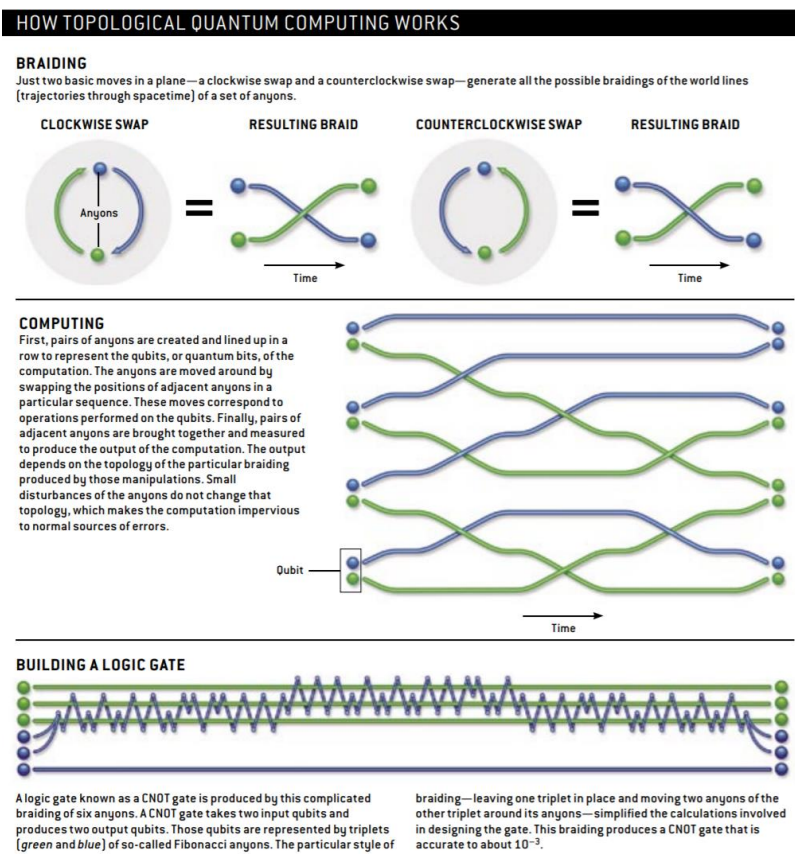 HOW TOPOLOGICAL QUANTUM COMPUTING WORKS
BRAIDING
Just two basic moves in a plane—a clockwise swap and a counterclockwise swap—generate all the possible braidings of the world lines
(trajectories through spacetime) of a set of anyons.
CLOCKWISE SWAP
RESULTING BRAID
COUNTERCLOCKWISE SWAP
RESULTING BRAID
Anyons
=
=
Time
Time
COMPUTING
First, pairs of anyons are created and lined up in a
row to represent the qubits, or quantum bits, of the
computation. The anyons are moved around by
swapping the positions of adjacent anyons in a
particular sequence. These moves correspond to
operations performed on the qubits. Finally, pairs of
adjacent anyons are brought together and measured
to produce the output of the computation. The output
depends on the topology of the particular braiding
produced by those manipulations. Small
disturbances of the anyons do not change that
topology, which makes the computation impervious
to normal sources of errors.
Qubit
Time
BUILDING A LOGIC GATE
A logic gate known as a CNOT gate is produced by this complicated
braiding of six anyons. A CNOT gate takes two input qubits and
produces two output qubits. Those qubits are represented by triplets
(green and blue) of so-called Fibonacci anyons. The particular style of
braiding—leaving one triplet in place and moving two anyons of the
other triplet around its anyons—simplified the calculations involved
in designing the gate. This braiding produces a CNOT gate that is
accurate to about 10⁻³.